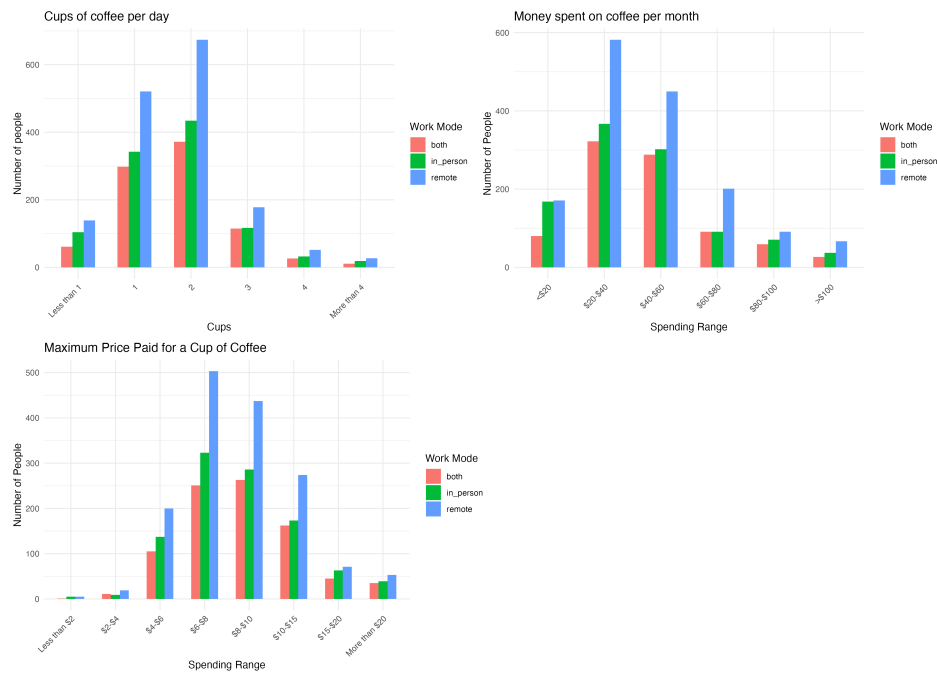 Cups of coffee per day
Number of people
600
400
200
0
Less than 1
1
2
3
4
More than 4
Cups
Work Mode
both
in_person
remote
Money spent on coffee per month
Number of People
600
400
200
0
<$20
$20-$40
$40-$60
$60-$80
$80-$100
>$100
Spending Range
Work Mode
both
in_person
remote
Maximum Price Paid for a Cup of Coffee
Number of People
500
400
300
200
100
0
Less than $2
$2-$4
$4-$6
$6-$8
$8-$10
$10-$15
$15-$20
More than $20
Spending Range
Work Mode
both
in_person
remote